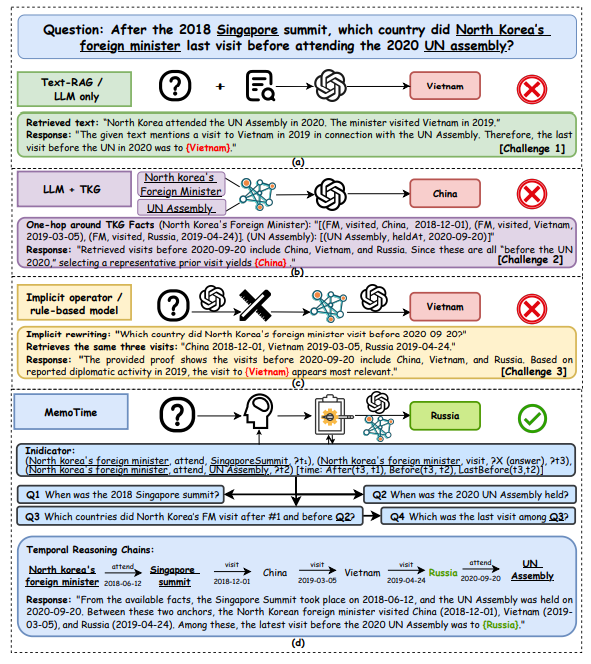 Question: After the 2018 Singapore summit, which country did North Korea's
foreign minister last visit before attending the 2020 UN assembly?
Text-RAG /
LLM only
?
+
Vietnam
Retrieved text: "North Korea attended the UN Assembly in 2020. The minister visited Vietnam in 2019,"
Response: "The given text mentions a visit to Vietnam in 2019 in connection with the UN Assembly. Therefore, the last
visit before the UN in 2020 was to {Vietnam}."
[Challenge 1]
(a)
LLM + TKG
North korea's
Foreign Minister
UN Assembly
China
One-hop around TKG Facts (North Korea's Foreign Minister): "[(FM, visited, China, 2018-12-01), (FM, visited, Vietnam,
2019-03-05), (FM, visited, Russia, 2019-04-24)]. (UN Assembly): [(UN Assembly, heldAt, 2020-09-20)]"
Response: "Retrieved visits before 2020-09-20 include China, Vietnam, and Russia. Since these are all "before the UN
2020," selecting a representative prior visit yields {China} ."
[Challenge 2]
(b)
Implicit operator /
rule-based model
?
Vietnam
Implicit rewriting: "Which country did North Korea's foreign minister visit before 2020 09 20?"
Retrieves the same three visits: "China 2018-12-01, Vietnam 2019-03-05, Russia 2019-04-24."
Response: "The provided proof shows the visits before 2020-09-20 include China, Vietnam, and Russia. Based on
reported diplomatic activity in 2019, the visit to {Vietnam} appears most relevant."
[Challenge 3]
(c)
MemoTime
?
Russia
Inidicator:
(North korea's foreign minister, attend, SingaporeSummit, ?t₁), (North korea's foreign minister, visit, ?X (answer), ?t3),
(North korea's foreign minister, attend, UN Assembly, ?t2) [time: After(t3, t1), Before(t3, t2), LastBefore(t3,t2)]
Q1 When was the 2018 Singapore summit?
Q2 When was the 2020 UN Assembly held?
Q3 Which countries did North Korea's FM visit after #1 and before Q2?
Q4 Which was the last visit among Q3?
Temporal Reasoning Chains:
North korea's
foreign minister
attend
2018-06-12
Singapore
summit
visit
2018-12-01
China
visit
2019-03-05
Vietnam
visit
2019-04-24
Russia
attend
2020-09-20
UN
Assembly
Response: "From the available facts, the Singapore Summit took place on 2018-06-12, and the UN Assembly was held on
2020-09-20. Between these two anchors, the North Korean foreign minister visited China (2018-12-01), Vietnam (2019-
03-05), and Russia (2019-04-24). Among these, the latest visit before the 2020 UN Assembly was to {Russia}."
(d)